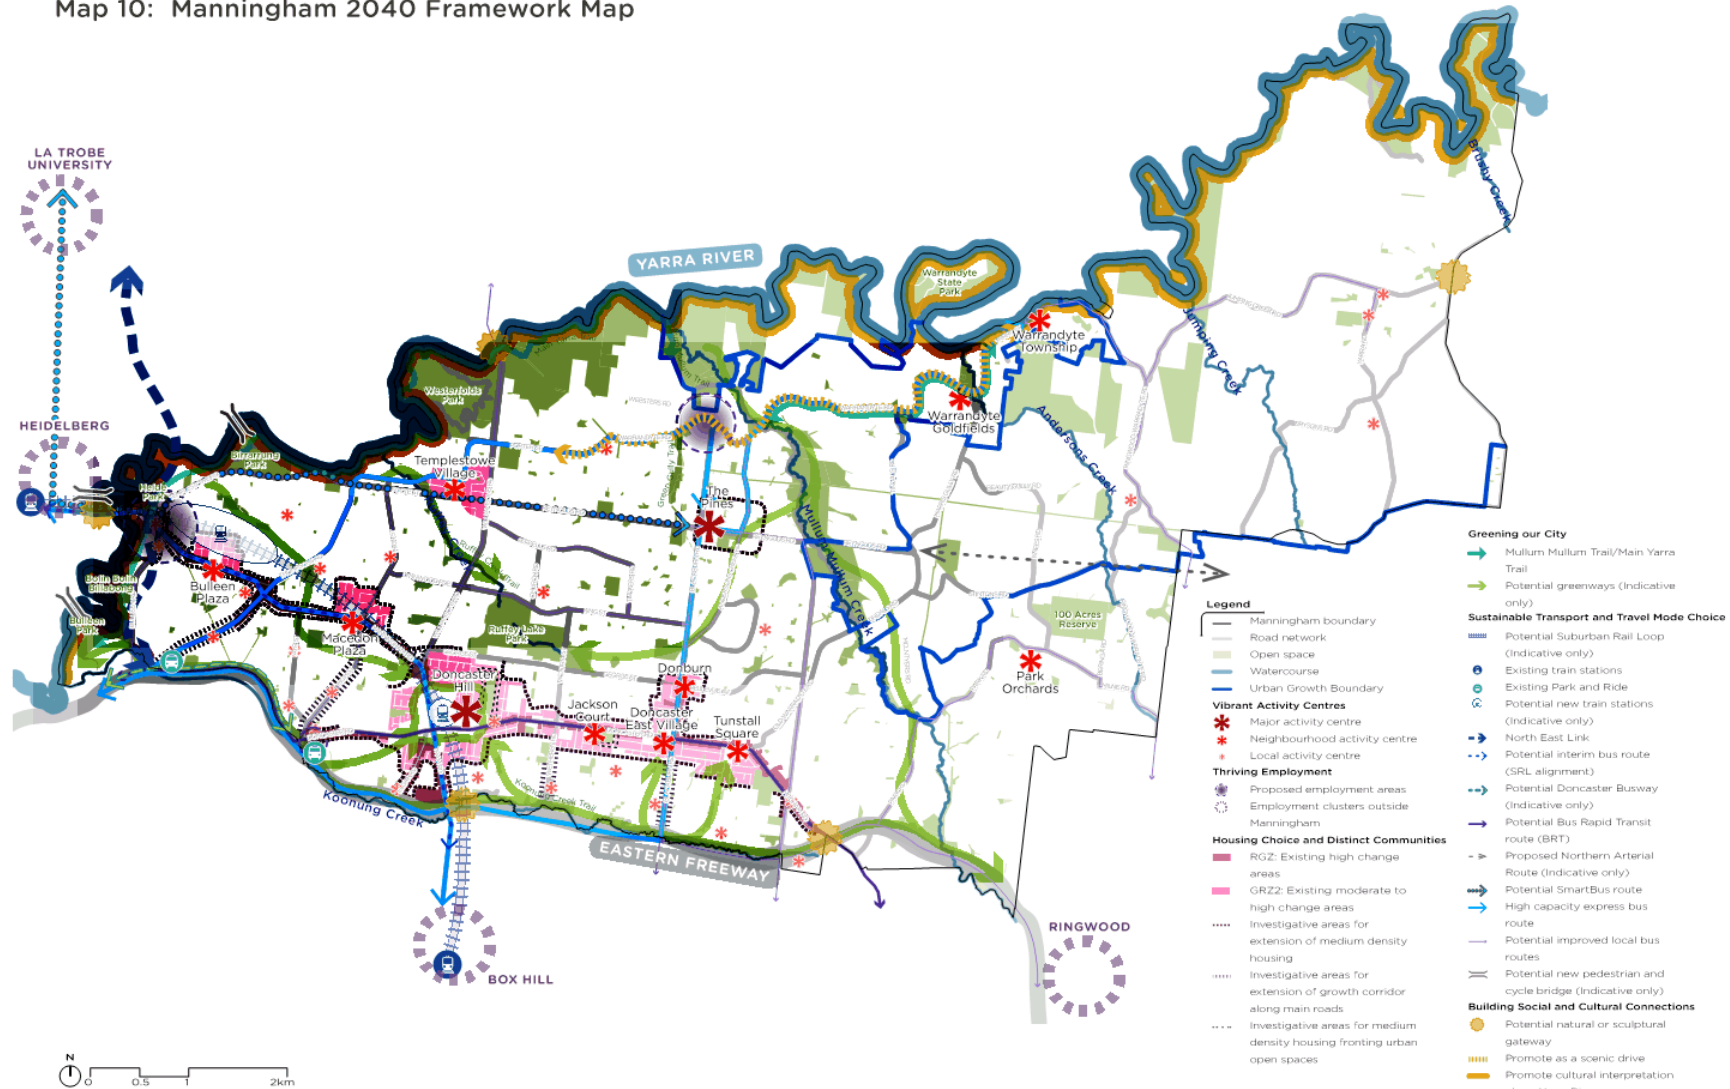 Map 10: Manningham 2040 Framework Map
LA TROBE
UNIVERSITY
HEIDELBERG
YARRA RIVER
Warrandyte
State
Park
Warrandyte
Township
Brushy Creek
Jumping Creek
Westerfolds
Park
Birrarung
Park
Heide
Park
Templestowe
Village
Warrandyte
Goldfields
Andersons Creek
The
Pines
Mullum Mullum Creek
Bolin Bolin
Billabong
Bulleen
Park
Bulleen
Plaza
Macedon
Plaza
Ruffey Lake
Park
100 Acres
Reserve
Park
Orchards
Doncaster
Hill
Donburn
Jackson
Court
Doncaster
East Village
Tunstall
Square
Koonung Creek
Koonung Creek Trail
EASTERN FREEWAY
BOX HILL
RINGWOOD
N
0 0.5 1 2km
Legend
Manningham boundary
Road network
Open space
Watercourse
Urban Growth Boundary
Vibrant Activity Centres
Major activity centre
Neighbourhood activity centre
Local activity centre
Thriving Employment
Proposed employment areas
Employment clusters outside
Manningham
Housing Choice and Distinct Communities
RGZ: Existing high change
areas
GRZ2: Existing moderate to
high change areas
Investigative areas for
extension of medium density
housing
Investigative areas for
extension of growth corridor
along main roads
Investigative areas for medium
density housing fronting urban
open spaces
Greening our City
Mullum Mullum Trail/Main Yarra
Trail
Potential greenways (Indicative
only)
Sustainable Transport and Travel Mode Choice
Potential Suburban Rail Loop
(Indicative only)
Existing train stations
Existing Park and Ride
Potential new train stations
(Indicative only)
North East Link
Potential interim bus route
(SRL alignment)
Potential Doncaster Busway
(Indicative only)
Potential Bus Rapid Transit
route (BRT)
Proposed Northern Arterial
Route (Indicative only)
Potential SmartBus route
High capacity express bus
route
Potential improved local bus
routes
Potential new pedestrian and
cycle bridge (Indicative only)
Building Social and Cultural Connections
Potential natural or sculptural
gateway
Promote as a scenic drive
Promote cultural interpretation